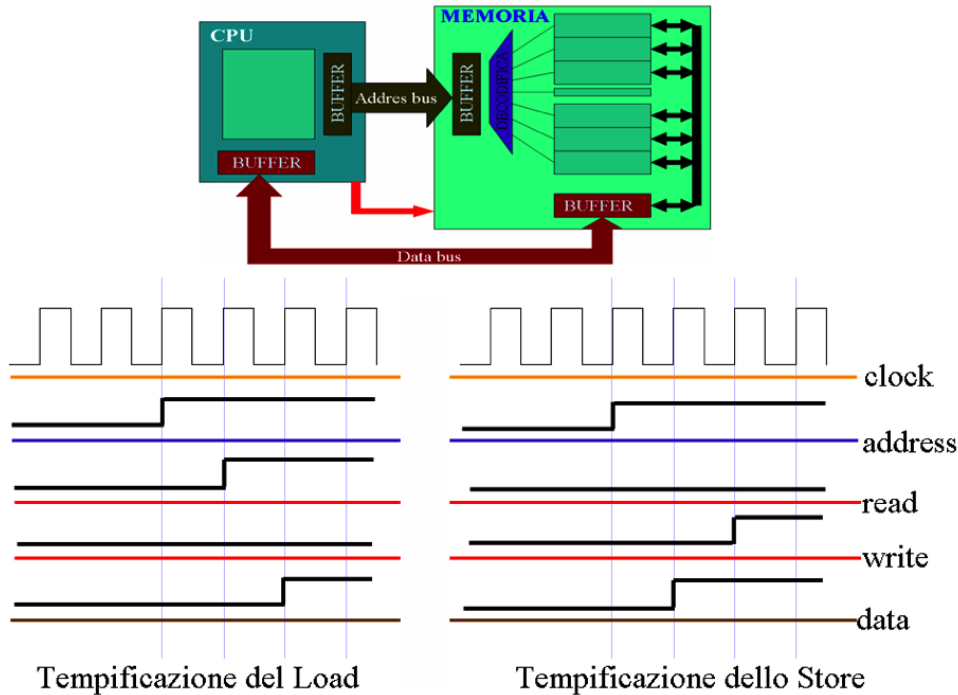 MEMORIA
CPU
BUFFER
Addres bus
BUFFER
DECODIFICA
BUFFER
BUFFER
Data bus
clock
address
read
write
data
Tempificazione del Load
Tempificazione dello Store